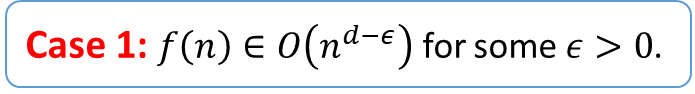 Case 1: f(n) ∈ O(n^{d−ϵ}) for some ϵ > 0.